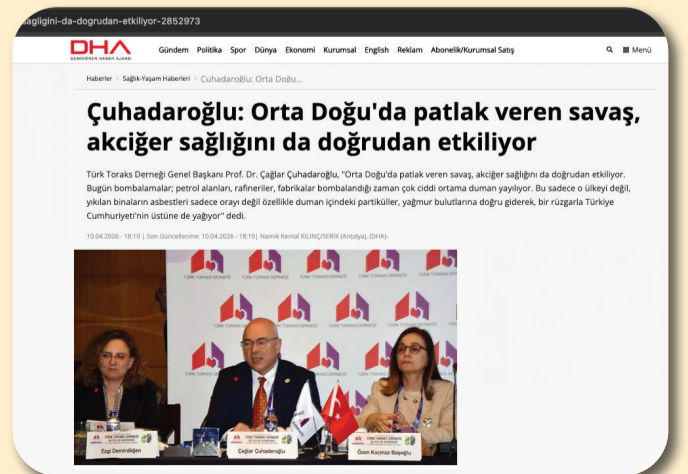 agligini-da-dogrudan-etkiliyor-2852973
DHA
DEMİRÖREN HABER AJANSI
Gündem Politika Spor Dünya Ekonomi Kurumsal English Reklam Abonelik/Kurumsal Satış
Menü
Haberler > Sağlık-Yaşam Haberleri > Çuhadaroğlu: Orta Doğu...
Çuhadaroğlu: Orta Doğu'da patlak veren savaş,
akciğer sağlığını da doğrudan etkiliyor
Türk Toraks Derneği Genel Başkanı Prof. Dr. Çağlar Çuhadaroğlu, "Orta Doğu'da patlak veren savaş, akciğer sağlığını da doğrudan etkiliyor.
Bugün bombalamalar; petrol alanları, rafineriler, fabrikalar bombalandığı zaman çok ciddi ortama duman yayılıyor. Bu sadece o ülkeyi değil,
yıkılan binaların asbestleri sadece orayı değil özellikle duman içindeki partiküller, yağmur bulutlarına doğru giderek, bir rüzgarla Türkiye
Cumhuriyeti'nin üstüne de yağıyor" dedi.
10.04.2026 - 18:10 | Son Güncellenme: 10.04.2026 - 18:10| Namık Kemal KILINÇ/SERİK (Antalya), (DHA)-
TÜRK TORAKS DERNEĞİ
Ezgi Demirdöğen
Çağlar Çuhadaroğlu
Özen Kaçmaz Başoğlu